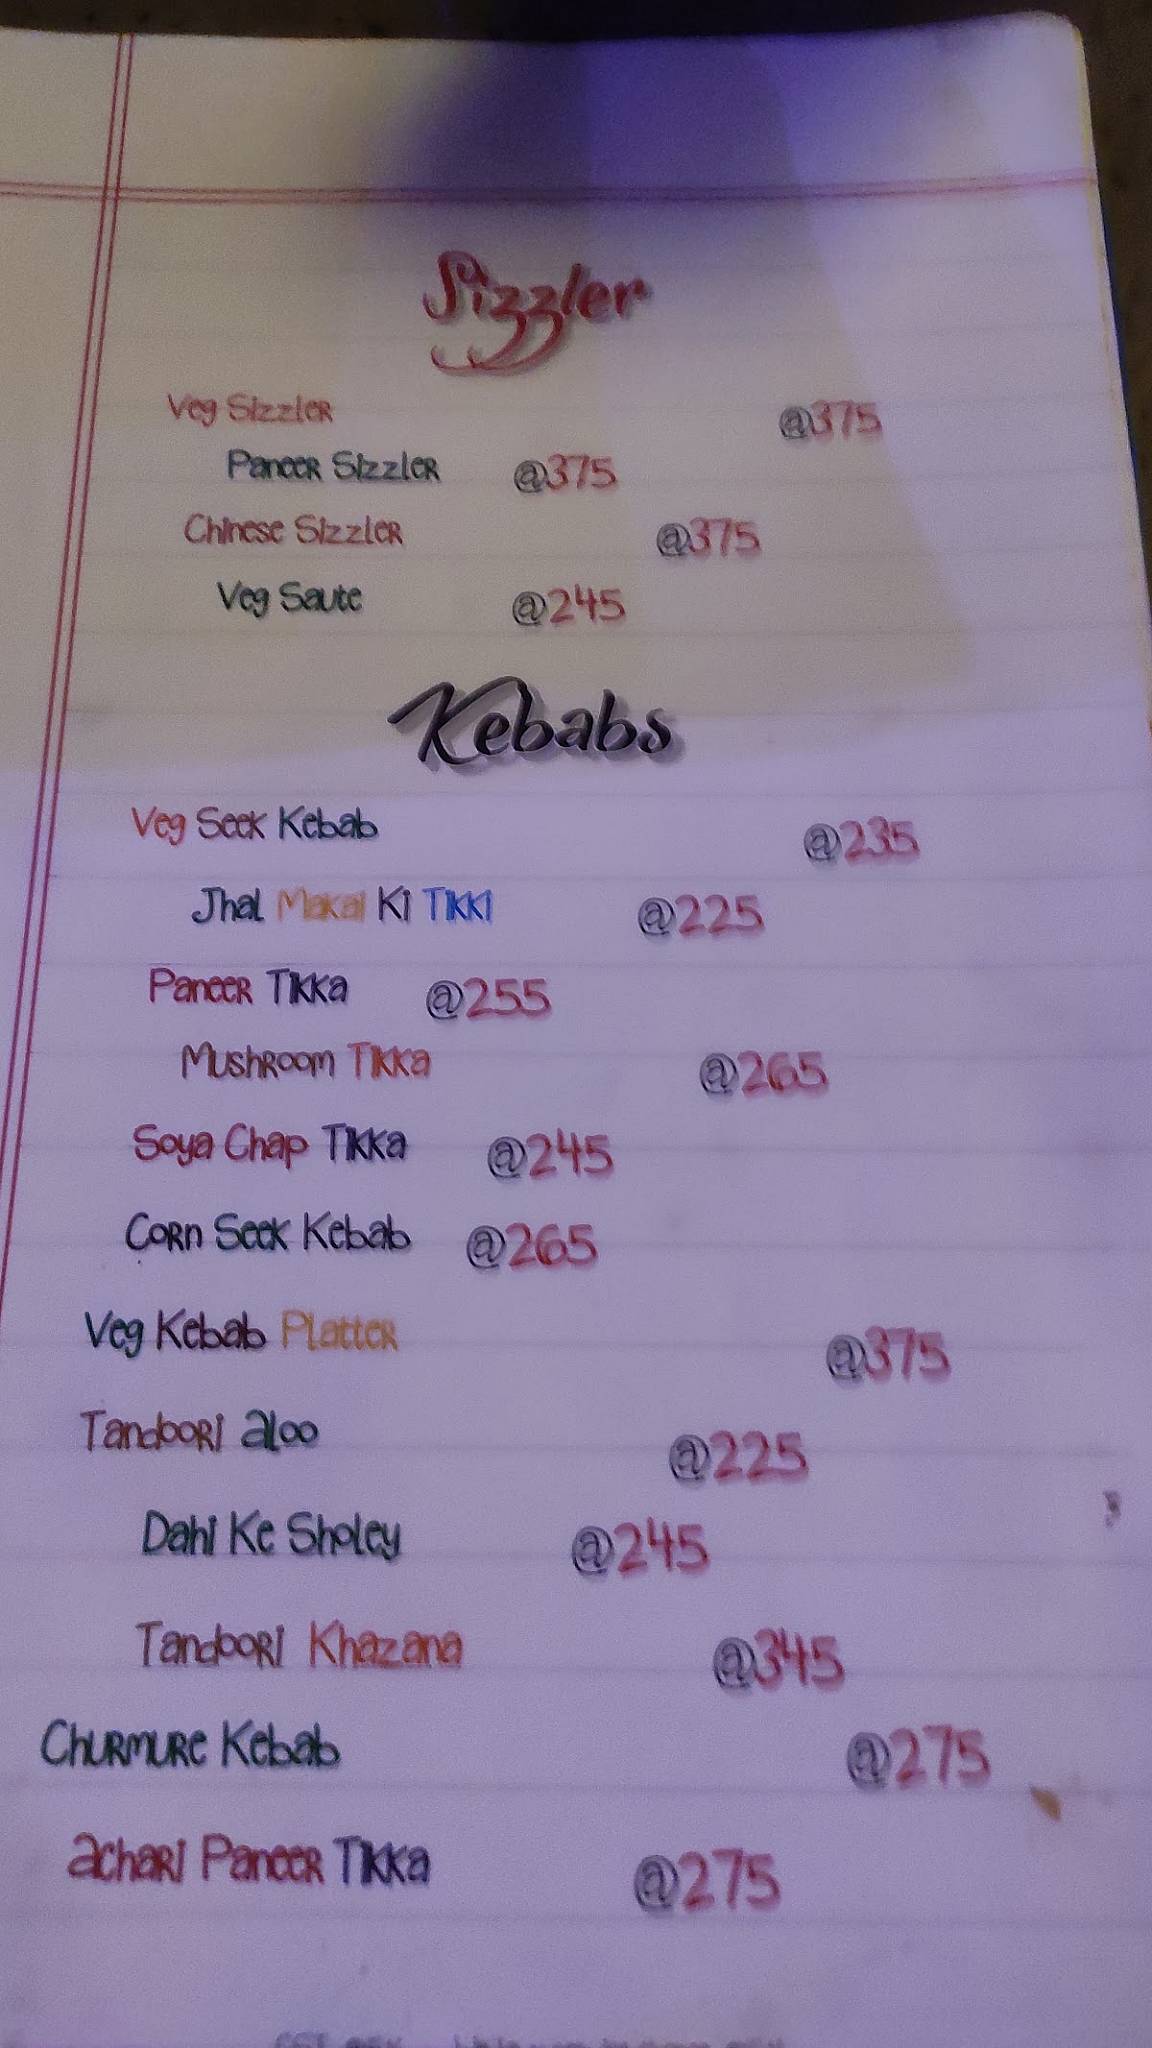 Sizzler
Veg Sizzler @375
Paneer Sizzler @375
Chinese Sizzler @375
Veg Saute @245
Kebabs
Veg Seek Kebab @235
Jhal Makai Ki Tikki @225
Paneer Tikka @255
Mushroom Tikka @265
Soya Chap Tikka @245
Corn Seek Kebab @265
Veg Kebab Platter @375
Tandoori aloo @225
Dahi Ke Sholey @245
Tandoori Khazana @345
Churmure Kebab @275
achari Paneer Tikka @275